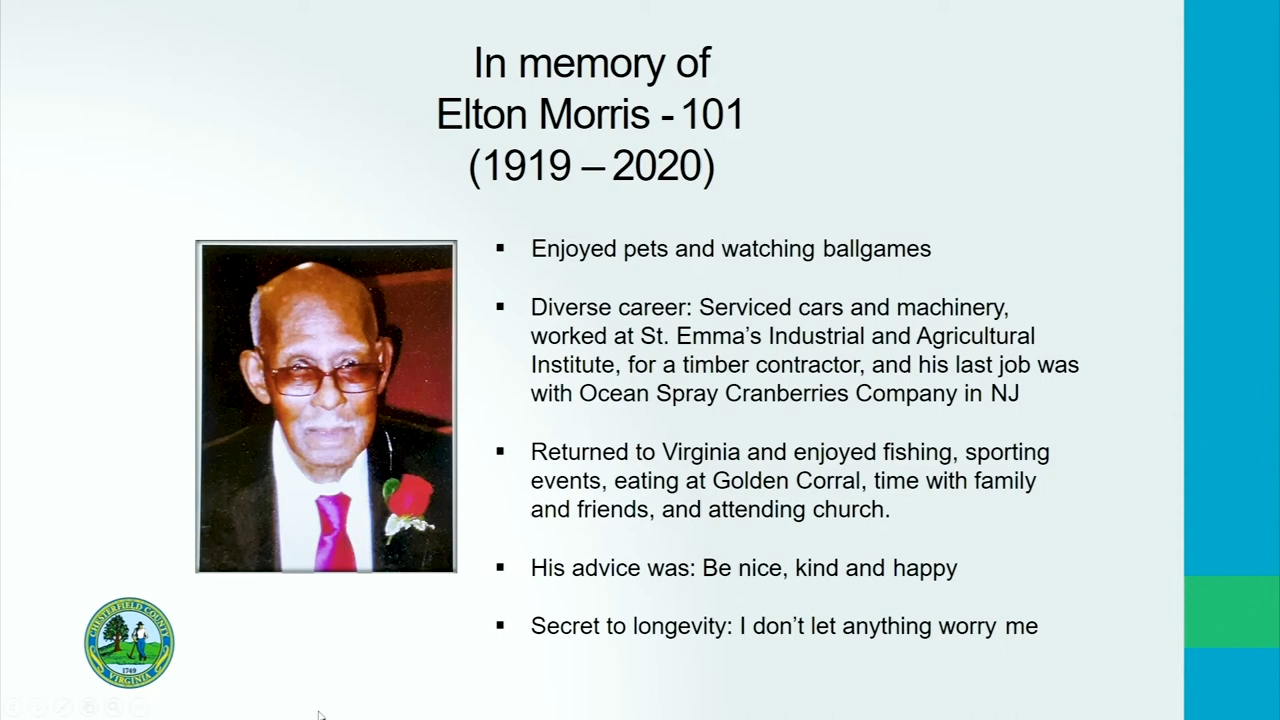 In memory of
Elton Morris - 101
(1919 – 2020)
▪ Enjoyed pets and watching ballgames
▪ Diverse career: Serviced cars and machinery,
worked at St. Emma’s Industrial and Agricultural
Institute, for a timber contractor, and his last job was
with Ocean Spray Cranberries Company in NJ
▪ Returned to Virginia and enjoyed fishing, sporting
events, eating at Golden Corral, time with family
and friends, and attending church.
▪ His advice was: Be nice, kind and happy
▪ Secret to longevity: I don’t let anything worry me
CHESTERFIELD COUNTY
1749
VIRGINIA